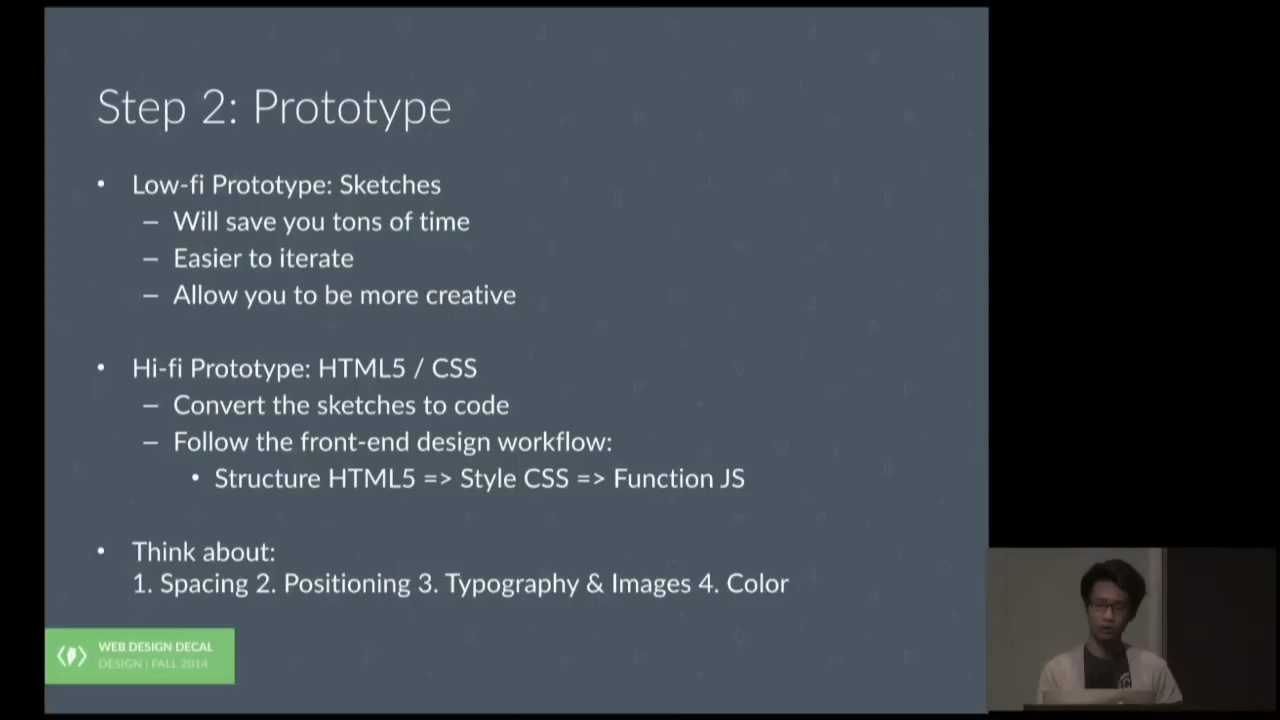 Step 2: Prototype
• Low-fi Prototype: Sketches
– Will save you tons of time
– Easier to iterate
– Allow you to be more creative
• Hi-fi Prototype: HTML5 / CSS
– Convert the sketches to code
– Follow the front-end design workflow:
• Structure HTML5 => Style CSS => Function JS
• Think about:
1. Spacing 2. Positioning 3. Typography & Images 4. Color
WEB DESIGN DECAL
DESIGN | FALL 2014